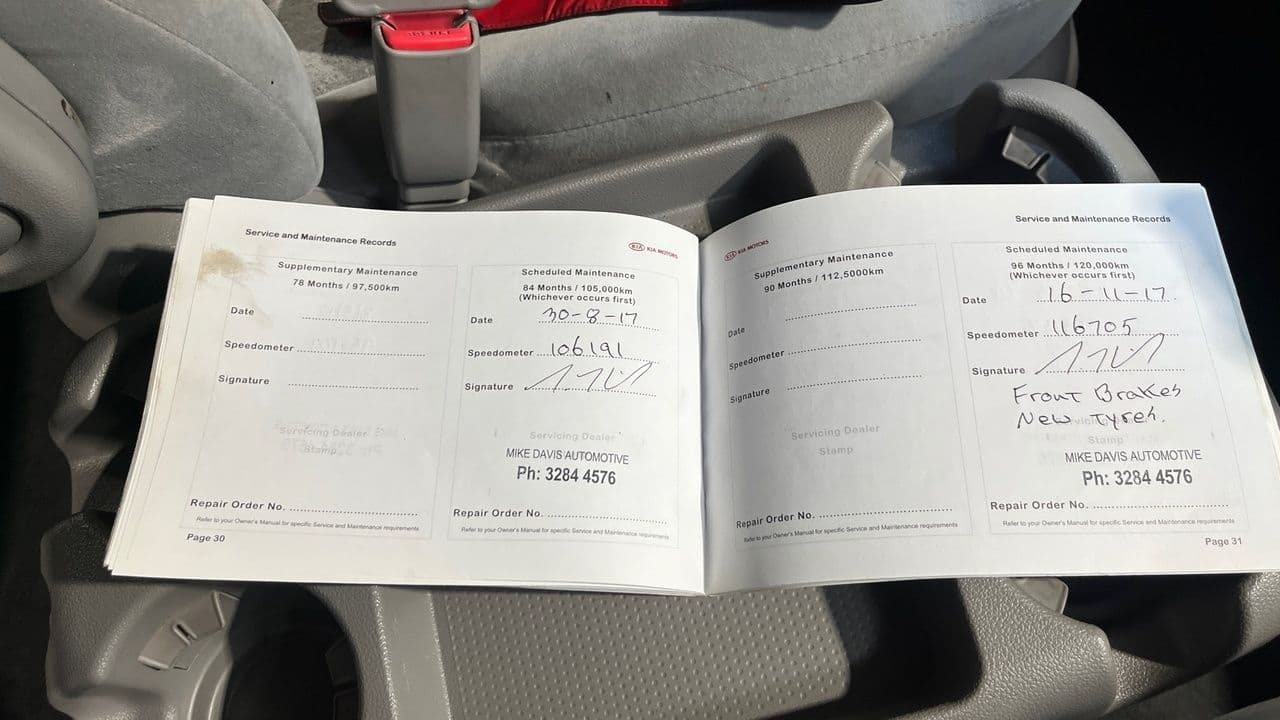 Service and Maintenance Records
KIA KIA MOTORS
Supplementary Maintenance
78 Months / 97,500km
Date
Speedometer
Signature
Servicing Dealer
Stamp
Repair Order No.
Refer to your Owner's Manual for specific Service and Maintenance requirements
Page 30
Scheduled Maintenance
84 Months / 105,000km
(Whichever occurs first)
Date 30-8-17
Speedometer 106191
Signature
Servicing Dealer
MIKE DAVIS AUTOMOTIVE
Ph: 3284 4576
Repair Order No.
Refer to your Owner's Manual for specific Service and Maintenance requirements
KIA KIA MOTORS
Service and Maintenance Records
Supplementary Maintenance
90 Months / 112,5000km
Date
Speedometer
Signature
Servicing Dealer
Stamp
Repair Order No.
Refer to your Owner's Manual for specific Service and Maintenance requirements
Scheduled Maintenance
96 Months / 120,000km
(Whichever occurs first)
Date 16-11-17
Speedometer 116705
Signature
Front Brakes
New Tyres.
Stamp
MIKE DAVIS AUTOMOTIVE
Ph: 3284 4576
Repair Order No.
Refer to your Owner's Manual for specific Service and Maintenance requirements
Page 31